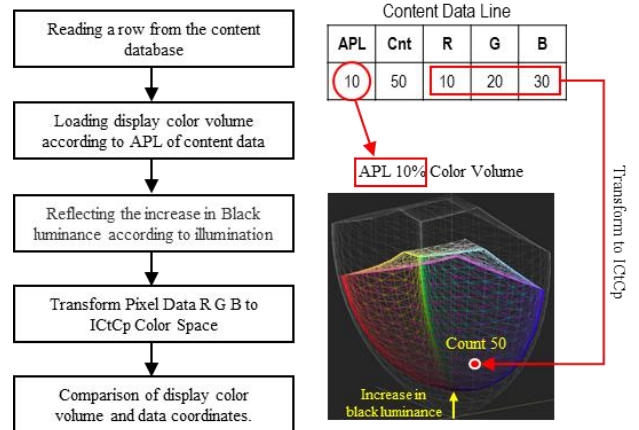 Reading a row from the content
database
Loading display color volume
according to APL of content data
Reflecting the increase in Black
luminance according to illumination
Transform Pixel Data R G B to
ICtCp Color Space
Comparison of display color
volume and data coordinates.
Content Data Line
APL Cnt R G B
10 50 10 20 30
APL 10% Color Volume
Transform to ICtCp
Count 50
Increase in
black luminance